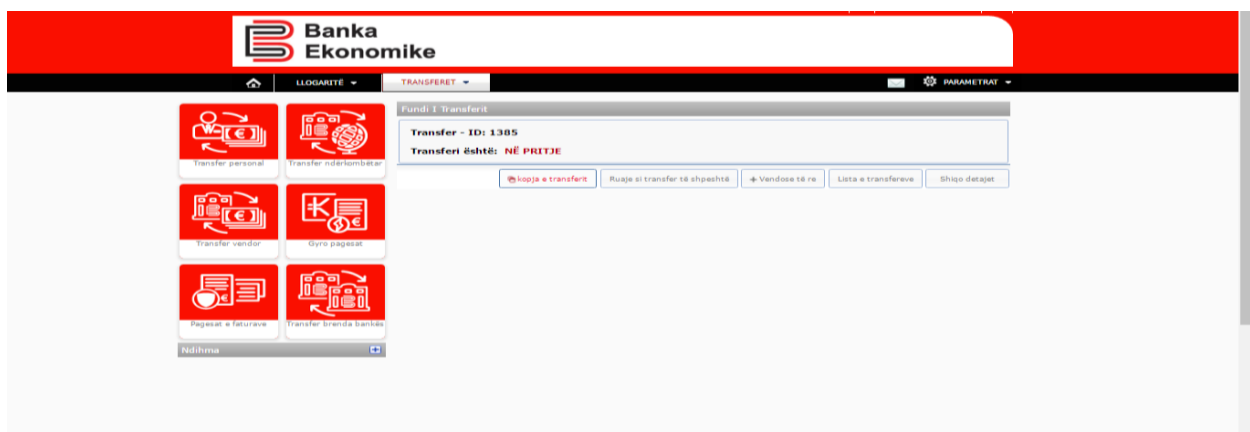 Banka
Ekonomike
LLOGARITË
TRANSFERET
PARAMETRAT
Transfer personal
Transfer ndërkombëtar
Transfer vendor
Gyro pagesat
Pagesat e faturave
Transfer brenda bankës
Ndihma
Fundi I Transferit
Transfer - ID: 1385
Transferi është: NË PRITJE
kopja e transferit
Ruaje si transfer të shpeshtë
Vendose të re
Lista e transfereve
Shiqo detajet